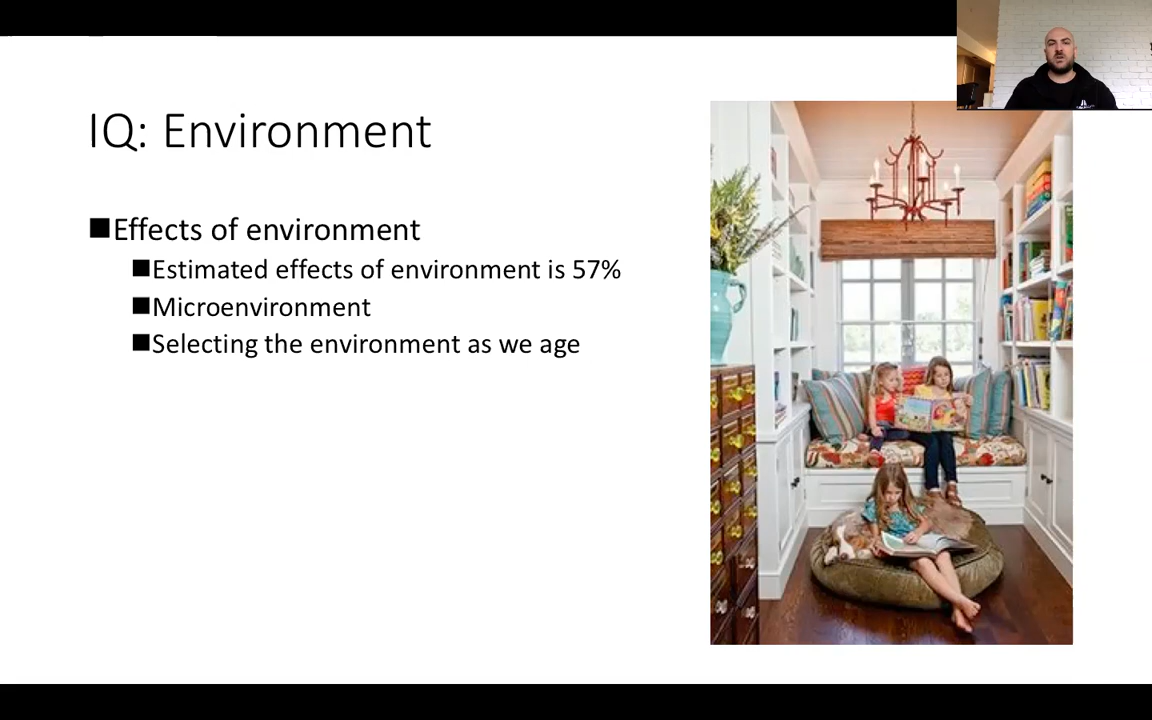 IQ: Environment
■Effects of environment
■Estimated effects of environment is 57%
■Microenvironment
■Selecting the environment as we age